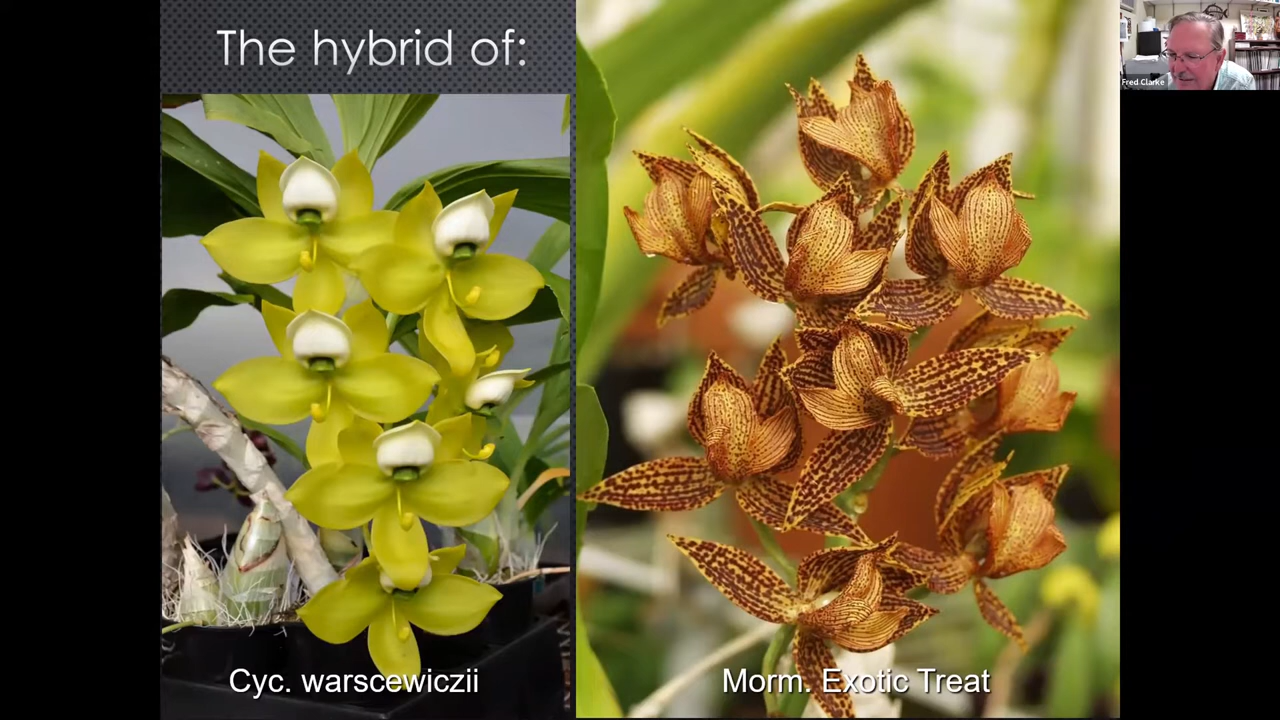 The hybrid of:
Fred Clarke
Cyc. warscewiczii
Morm. Exotic Treat